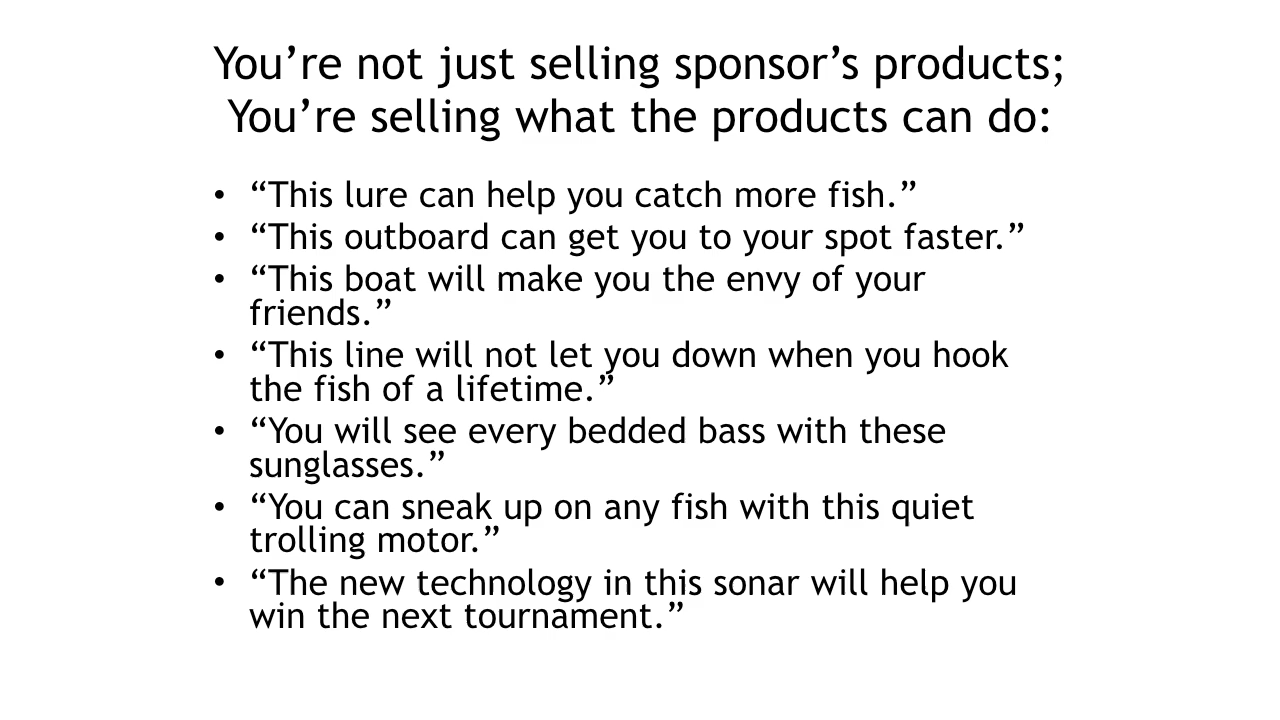 You’re not just selling sponsor’s products;
You’re selling what the products can do:
• “This lure can help you catch more fish.”
• “This outboard can get you to your spot faster.”
• “This boat will make you the envy of your
friends.”
• “This line will not let you down when you hook
the fish of a lifetime.”
• “You will see every bedded bass with these
sunglasses.”
• “You can sneak up on any fish with this quiet
trolling motor.”
• “The new technology in this sonar will help you
win the next tournament.”